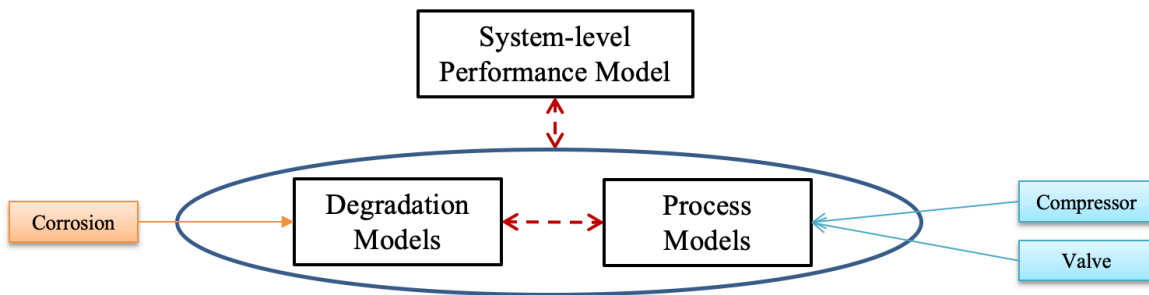 System-level
Performance Model
Degradation
Models
Process
Models
Corrosion
Compressor
Valve